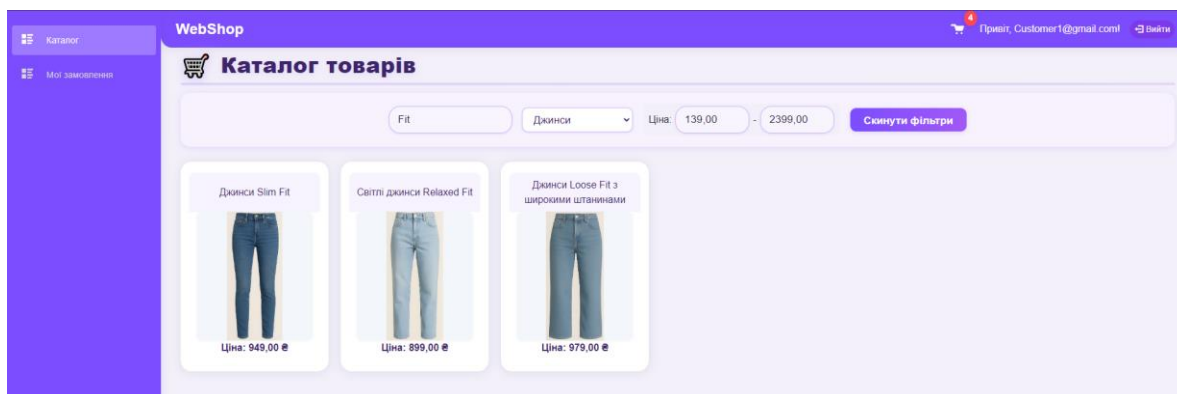 WebShop
4
Привіт, Customer1@gmail.com!
Вийти
Каталог
Мої замовлення
Каталог товарів
Fit
Джинси
Ціна: 139,00 - 2399,00
Скинути фільтри
Джинси Slim Fit
Ціна: 949,00 ₴
Світлі джинси Relaxed Fit
Ціна: 899,00 ₴
Джинси Loose Fit з
широкими штанинами
Ціна: 979,00 ₴